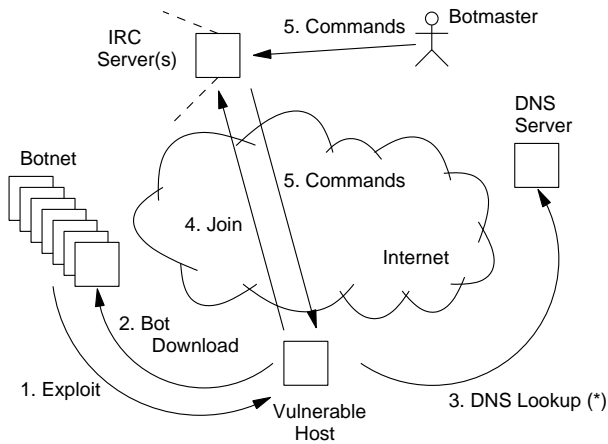 5. Commands
Botmaster
IRC
Server(s)
DNS
Server
Botnet
5. Commands
4. Join
Internet
2. Bot
Download
1. Exploit
3. DNS Lookup (*)
Vulnerable
Host